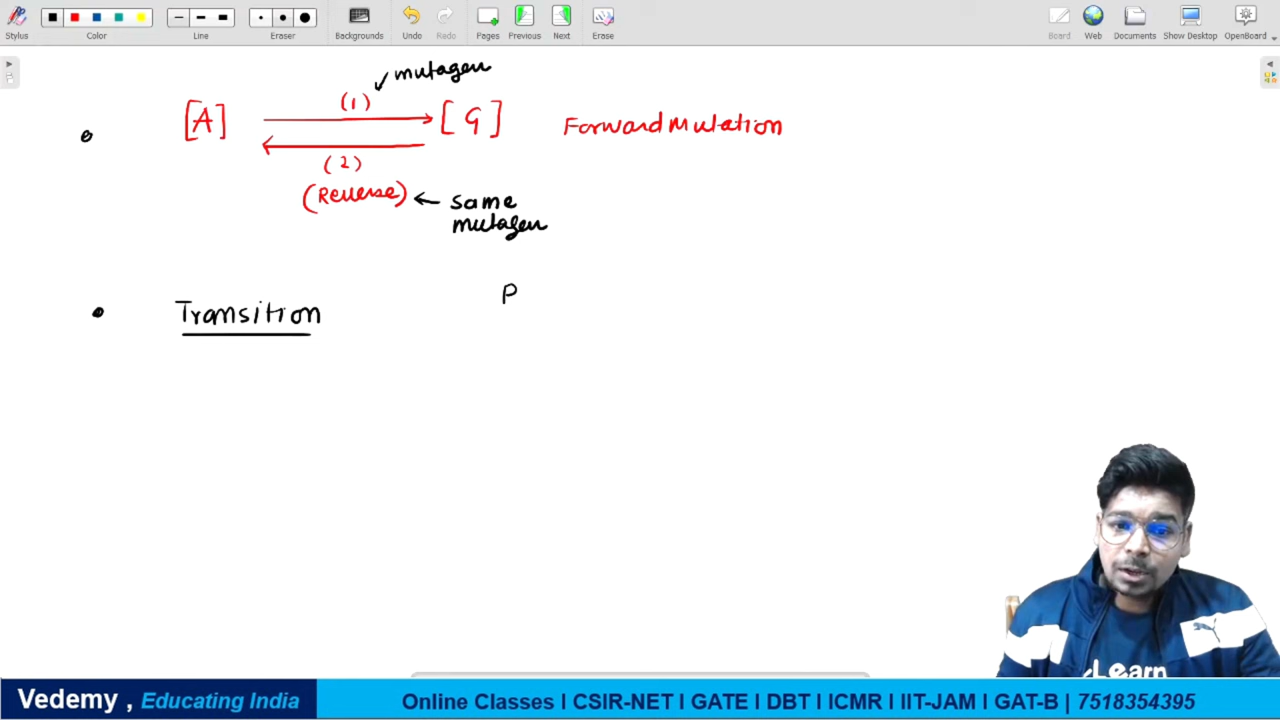 Stylus
Color
Line
Eraser
Backgrounds
Undo
Redo
Pages
Previous
Next
Erase
Board
Web
Documents
Show Desktop
OpenBoard
mutagen
(1)
[A] [G] Forward Mutation
(2)
(Reverse) same
mutagen
P
Transition
Learn
Vedemy , Educating India
Online Classes I CSIR-NET I GATE I DBT I ICMR I IIT-JAM I GAT-B | 7518354395